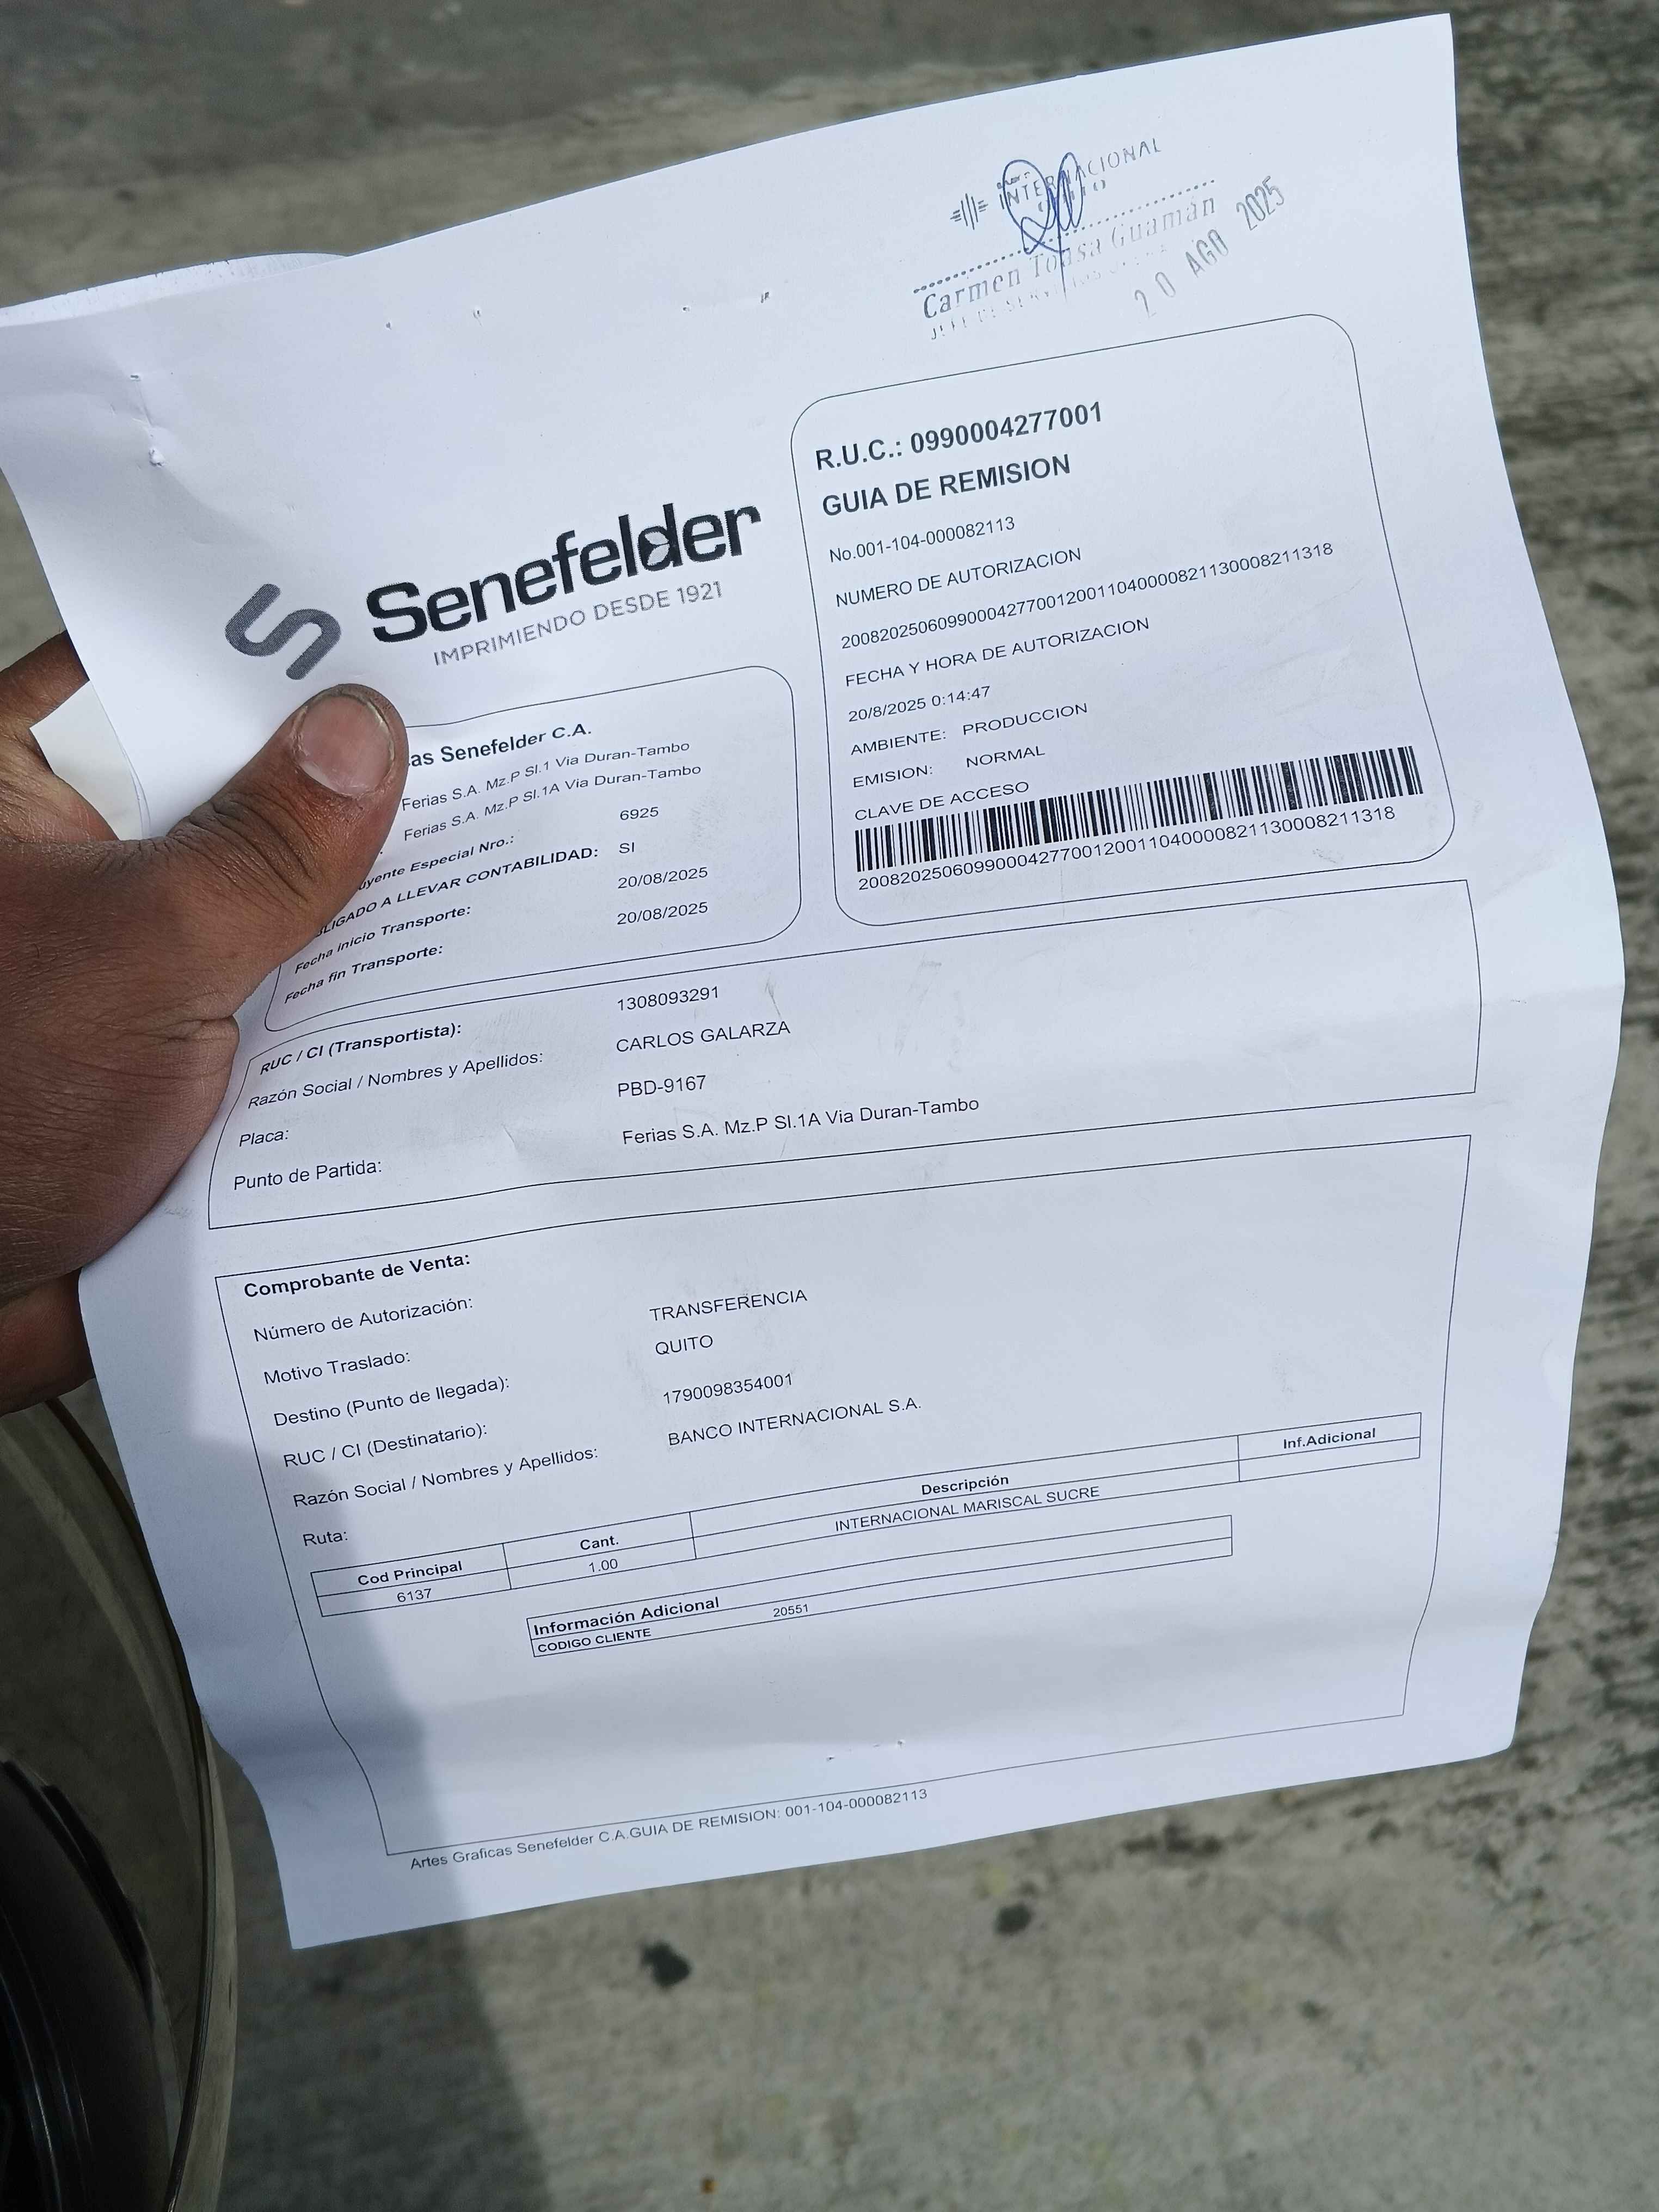 INTERNACIONAL
Carmen Toasa Guamán
20 AGO 2025
Senefelder
IMPRIMIENDO DESDE 1921
R.U.C.: 0990004277001
GUIA DE REMISION
No.001-104-000082113
NUMERO DE AUTORIZACION
2008202506099000427700120011040000821130008211318
FECHA Y HORA DE AUTORIZACION
20/8/2025 0:14:47
AMBIENTE: PRODUCCION
EMISION: NORMAL
CLAVE DE ACCESO
2008202506099000427700120011040000821130008211318
as Senefelder C.A.
Ferias S.A. Mz.P Sl.1 Via Duran-Tambo
Ferias S.A. Mz.P Sl.1A Via Duran-Tambo
uyente Especial Nro.: 6925
LIGADO A LLEVAR CONTABILIDAD: SI
Fecha inicio Transporte: 20/08/2025
Fecha fin Transporte: 20/08/2025
RUC / CI (Transportista): 1308093291
Razón Social / Nombres y Apellidos: CARLOS GALARZA
Placa: PBD-9167
Punto de Partida: Ferias S.A. Mz.P Sl.1A Via Duran-Tambo
Comprobante de Venta:
Número de Autorización:
Motivo Traslado: TRANSFERENCIA
Destino (Punto de llegada): QUITO
RUC / CI (Destinatario): 1790098354001
Razón Social / Nombres y Apellidos: BANCO INTERNACIONAL S.A.
Ruta:
Cod Principal Cant. Descripción Inf.Adicional
6137 1.00 INTERNACIONAL MARISCAL SUCRE
Información Adicional
CODIGO CLIENTE 20551
Artes Graficas Senefelder C.A.GUIA DE REMISION: 001-104-000082113